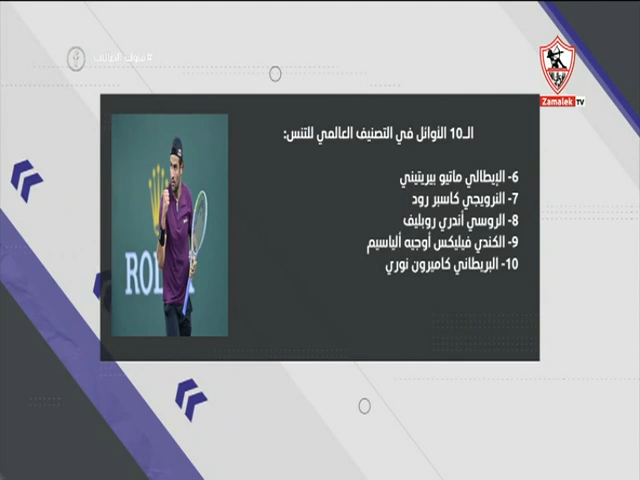 Zamalek TV
الـ10 الأوائل في التصنيف العالمي للتنس:
6- الإيطالي ماتيو بيريتيني
7- النرويجي كاسبر رود
8- الروسي أندري روبليف
9- الكندي فيليكس أوجيه ألياسيم
10- البريطاني كاميرون نوري